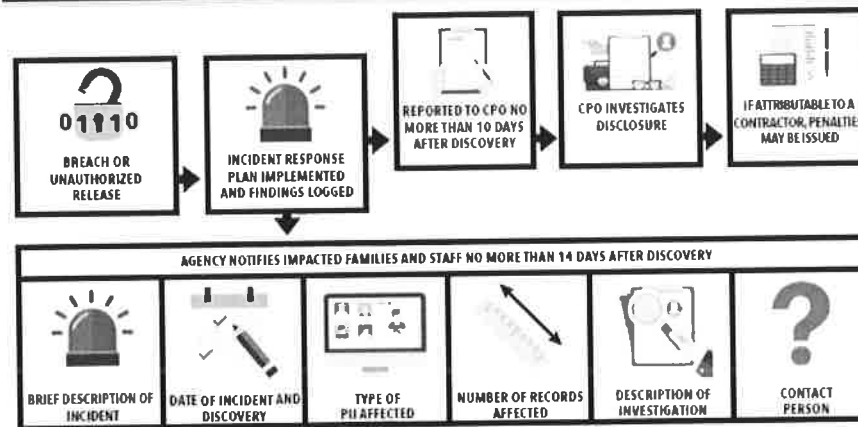 01110
BREACH OR
UNAUTHORIZED
RELEASE
INCIDENT RESPONSE
PLAN IMPLEMENTED
AND FINDINGS LOGGED
REPORTED TO CPO NO
MORE THAN 10 DAYS
AFTER DISCOVERY
CPO INVESTIGATES
DISCLOSURE
IF ATTRIBUTABLE TO A
CONTRACTOR, PENALTIE
MAY BE ISSUED
AGENCY NOTIFIES IMPACTED FAMILIES AND STAFF NO MORE THAN 14 DAYS AFTER DISCOVERY
BRIEF DESCRIPTION OF
INCIDENT
DATE OF INCIDENT AND
DISCOVERY
TYPE OF
PII AFFECTED
NUMBER OF RECORDS
AFFECTED
DESCRIPTION OF
INVESTIGATION
?
CONTACT
PERSON